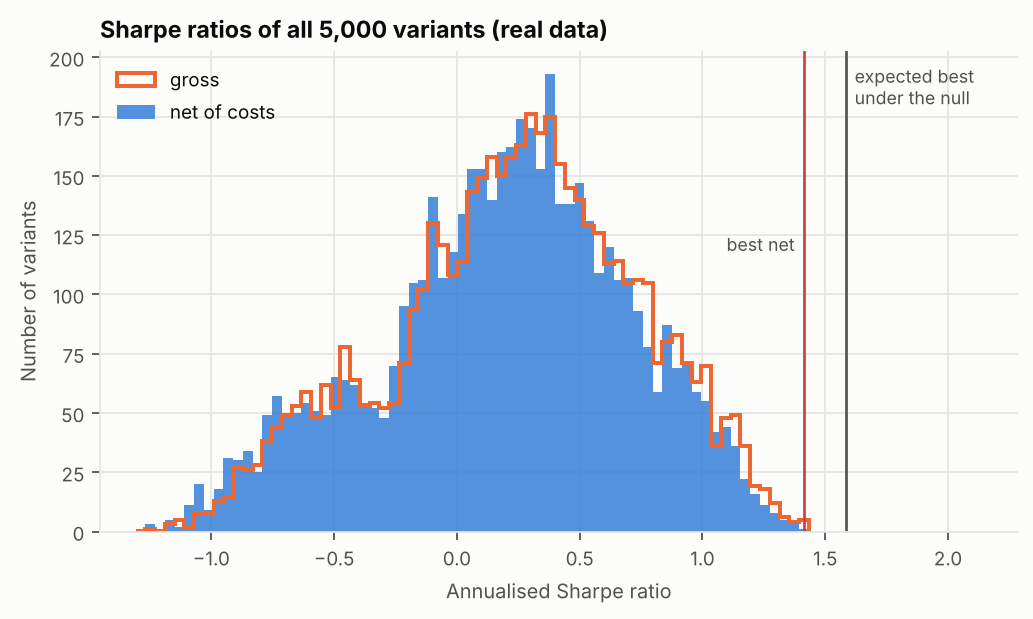 Sharpe ratios of all 5,000 variants (real data)
gross
net of costs
expected best
under the null
best net
Number of variants
200
175
150
125
100
75
50
25
0
−1.0
−0.5
0.0
0.5
1.0
1.5
2.0
Annualised Sharpe ratio